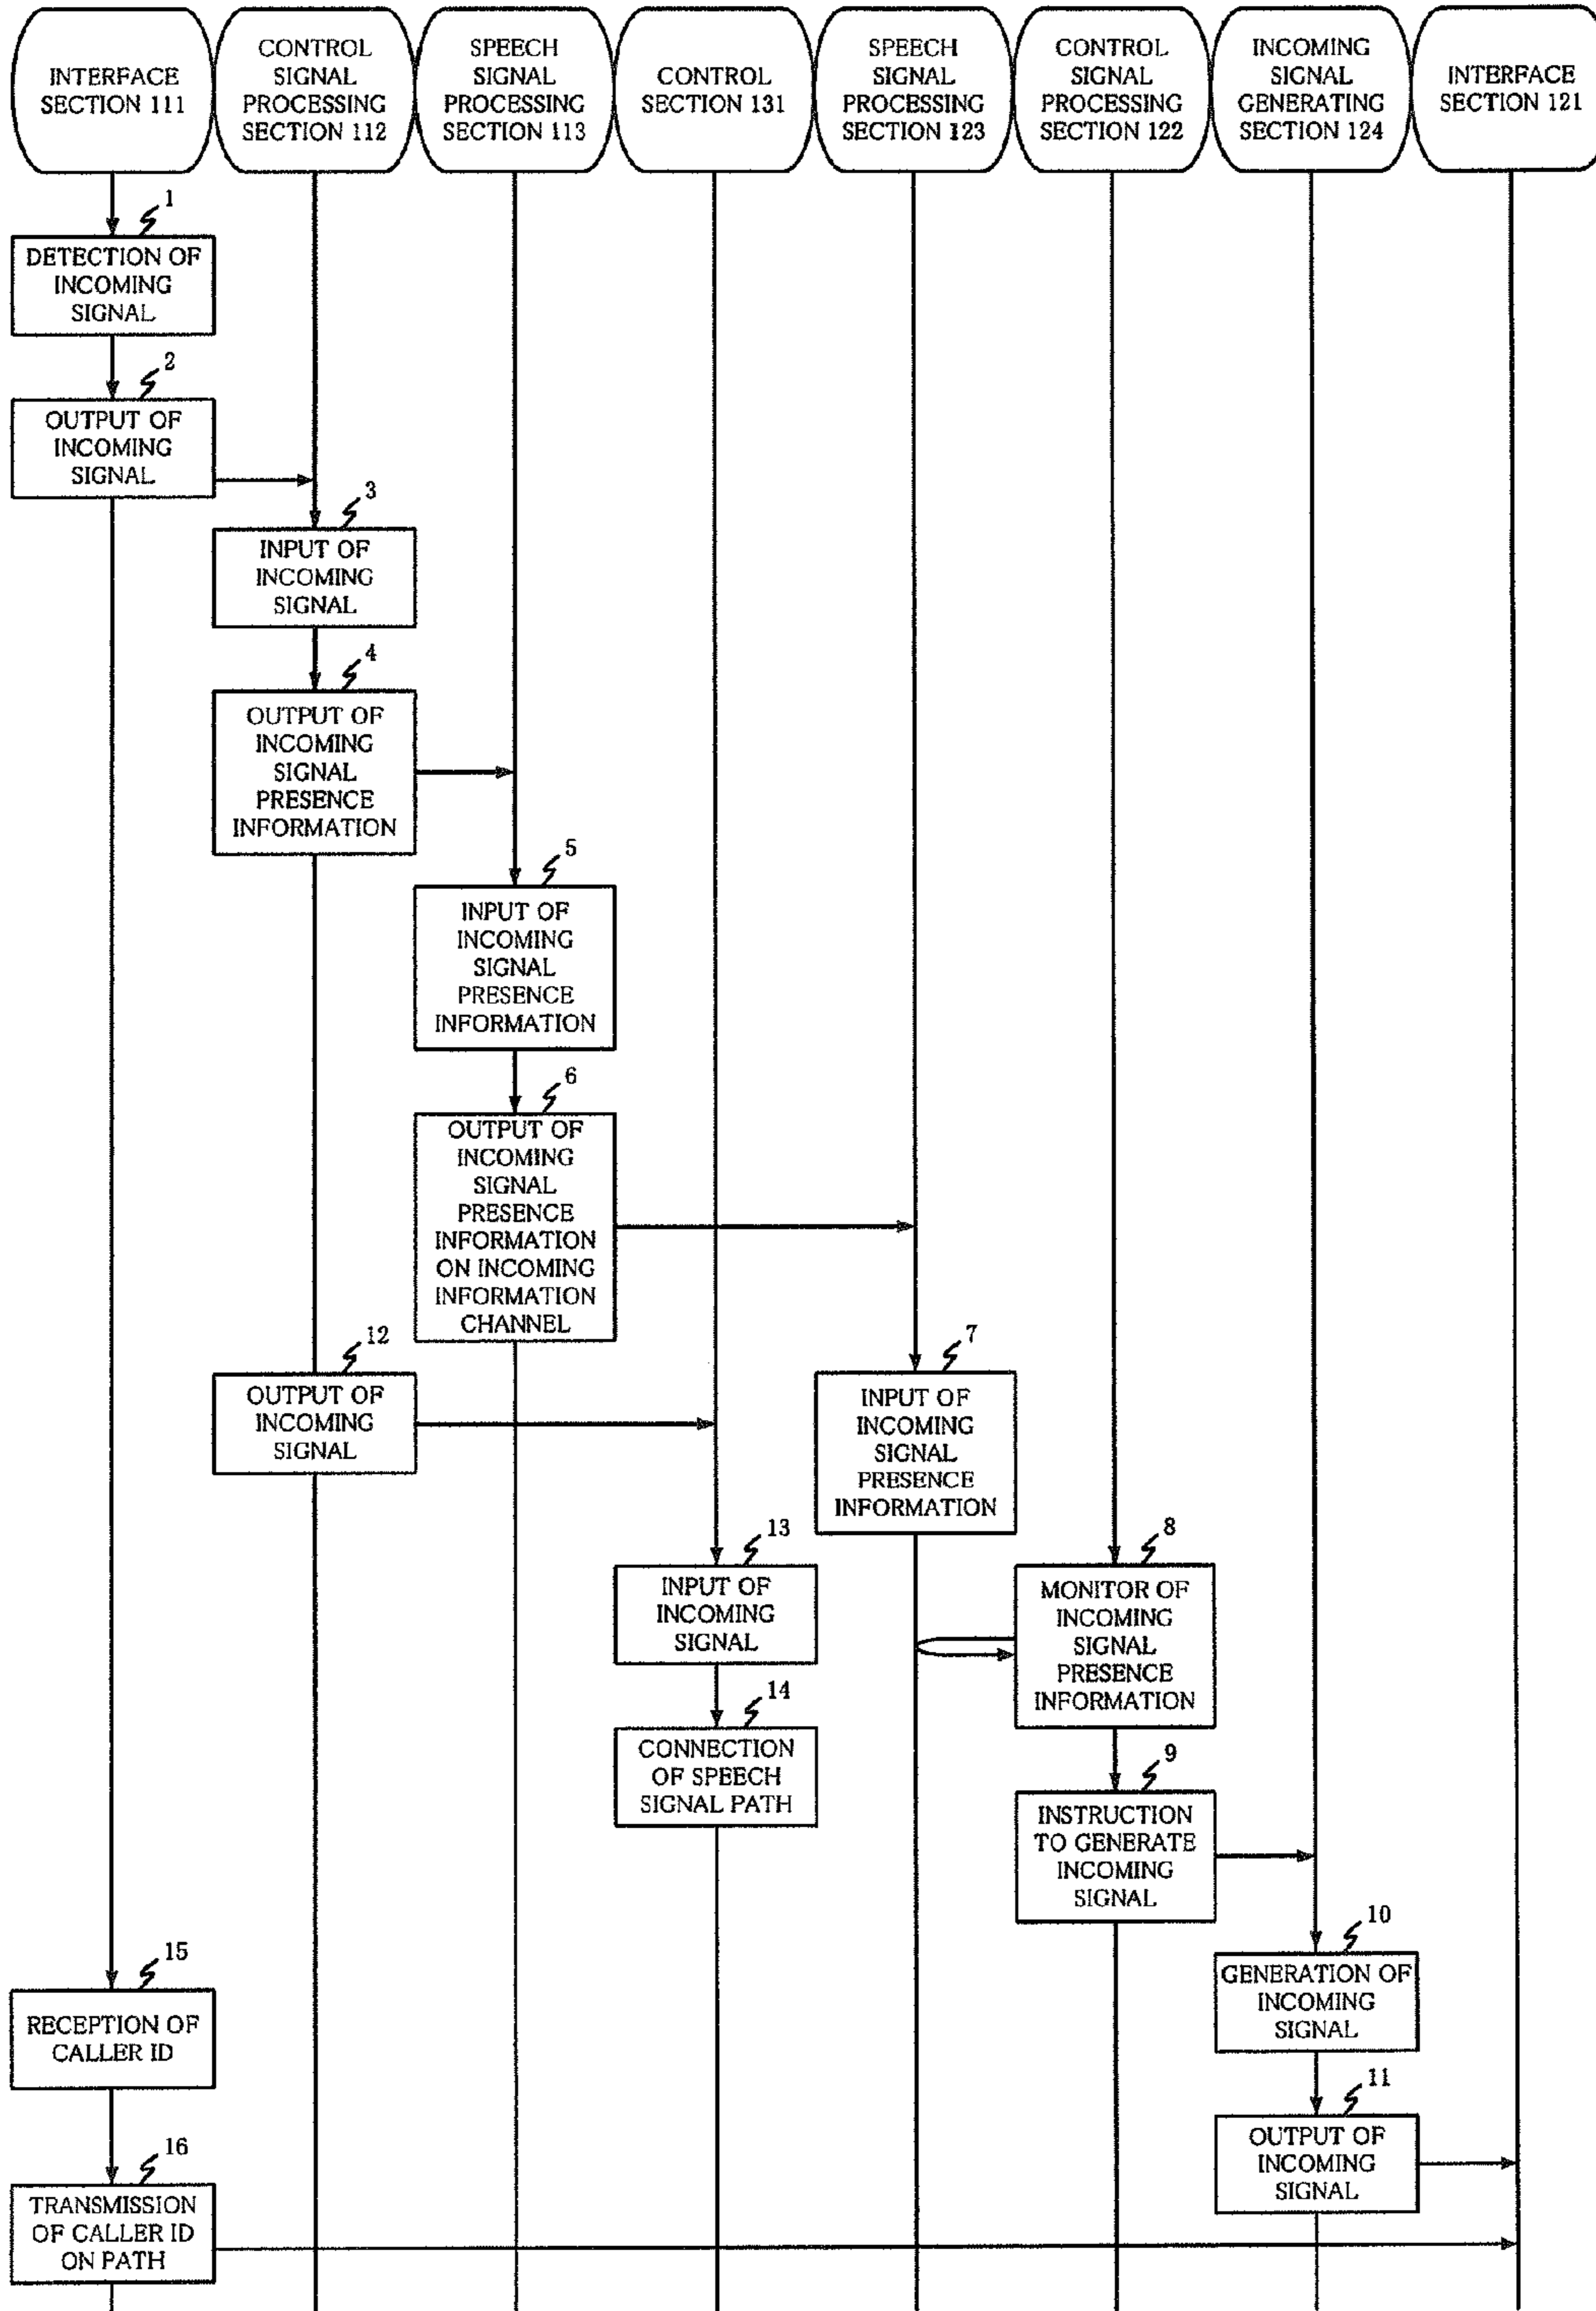 INTERFACE
SECTION 111
CONTROL
SIGNAL
PROCESSING
SECTION 112
SPEECH
SIGNAL
PROCESSING
SECTION 113
CONTROL
SECTION 131
SPEECH
SIGNAL
PROCESSING
SECTION 123
CONTROL
SIGNAL
PROCESSING
SECTION 122
INCOMING
SIGNAL
GENERATING
SECTION 124
INTERFACE
SECTION 121
1
DETECTION OF
INCOMING
SIGNAL
2
OUTPUT OF
INCOMING
SIGNAL
3
INPUT OF
INCOMING
SIGNAL
4
OUTPUT OF
INCOMING
SIGNAL
PRESENCE
INFORMATION
5
INPUT OF
INCOMING
SIGNAL
PRESENCE
INFORMATION
6
OUTPUT OF
INCOMING
SIGNAL
PRESENCE
INFORMATION
ON INCOMING
INFORMATION
CHANNEL
7
INPUT OF
INCOMING
SIGNAL
PRESENCE
INFORMATION
12
OUTPUT OF
INCOMING
SIGNAL
13
INPUT OF
INCOMING
SIGNAL
8
MONITOR OF
INCOMING
SIGNAL
PRESENCE
INFORMATION
14
CONNECTION
OF SPEECH
SIGNAL PATH
9
INSTRUCTION
TO GENERATE
INCOMING
SIGNAL
10
GENERATION OF
INCOMING
SIGNAL
15
RECEPTION OF
CALLER ID
11
OUTPUT OF
INCOMING
SIGNAL
16
TRANSMISSION
OF CALLER ID
ON PATH